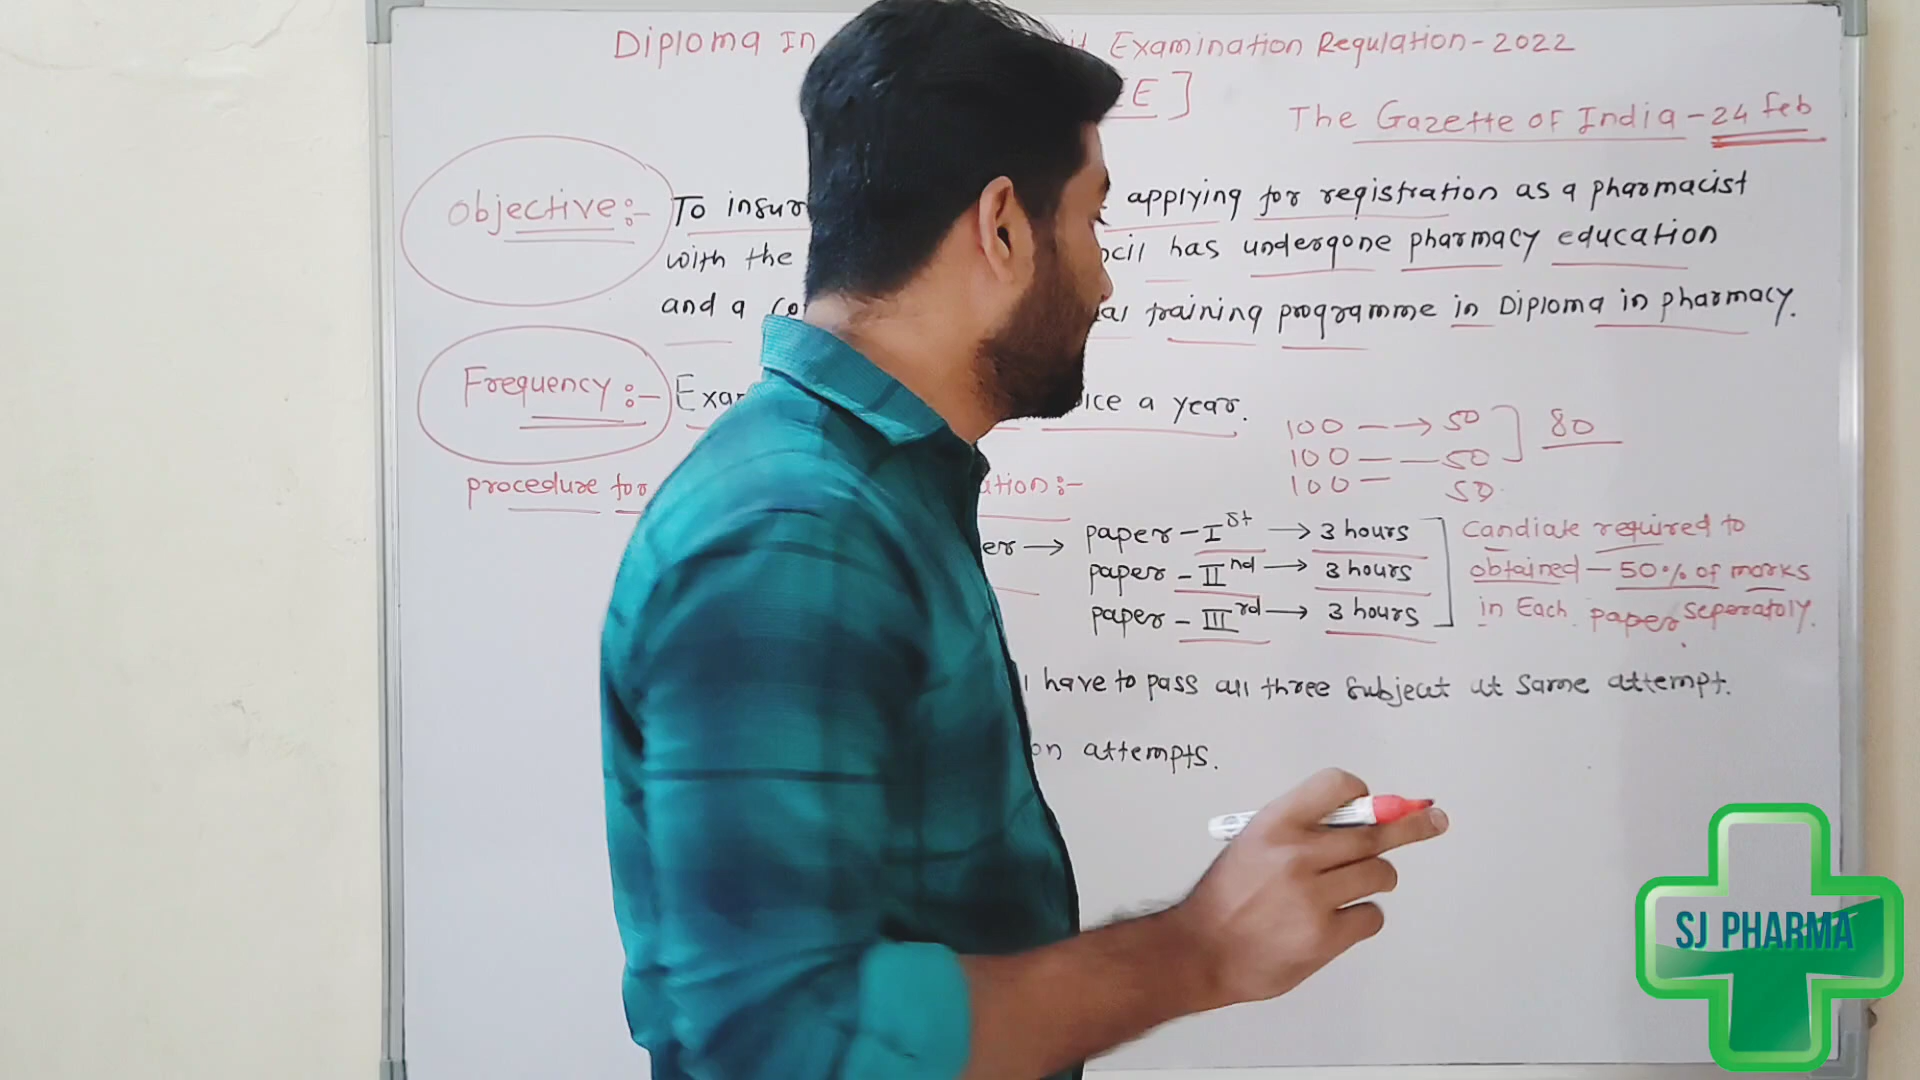 Diploma In Examination Regulation - 2022
E ]
The Gazette of India - 24 feb
Objective:- To insur applying for registration as a pharmacist
with the cil has undergone pharmacy education
and a co al training programme in Diploma in pharmacy.
Frequency:- Exam ice a year.
100 → 50 ] 80
100 — 50
100 — 50
procedure for ation:-
er → paper - I st → 3 hours
paper - II nd → 3 hours
paper - III rd → 3 hours
Candiate required to
obtained - 50% of marks
in Each paper seperatoly.
have to pass all three subject at same attempt.
on attempts.
SJ PHARMA